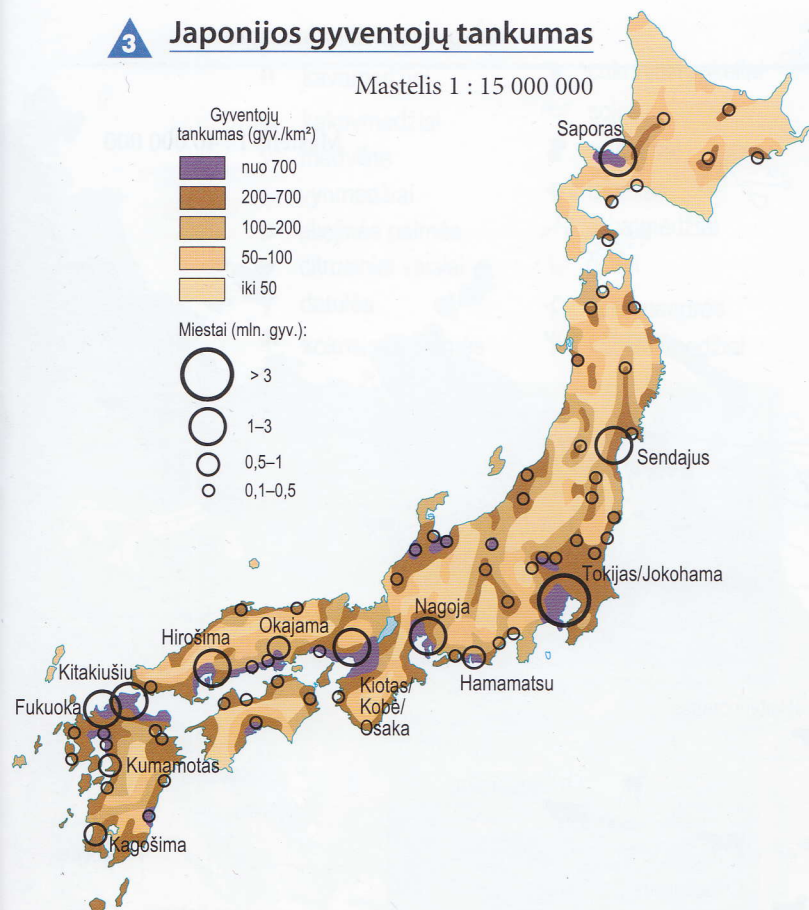 3 Japonijos gyventojų tankumas
Mastelis 1 : 15 000 000
Gyventojų
tankumas (gyv./km²)
nuo 700
200–700
100–200
50–100
iki 50
Miestai (mln. gyv.):
> 3
1–3
0,5–1
0,1–0,5
Saporas
Sendajus
Tokijas/Jokohama
Nagoja
Hamamatsu
Okajama
Hirošima
Kiotas/
Kobė/
Osaka
Kitakiušiu
Fukuoka
Kumamotas
Kagošima